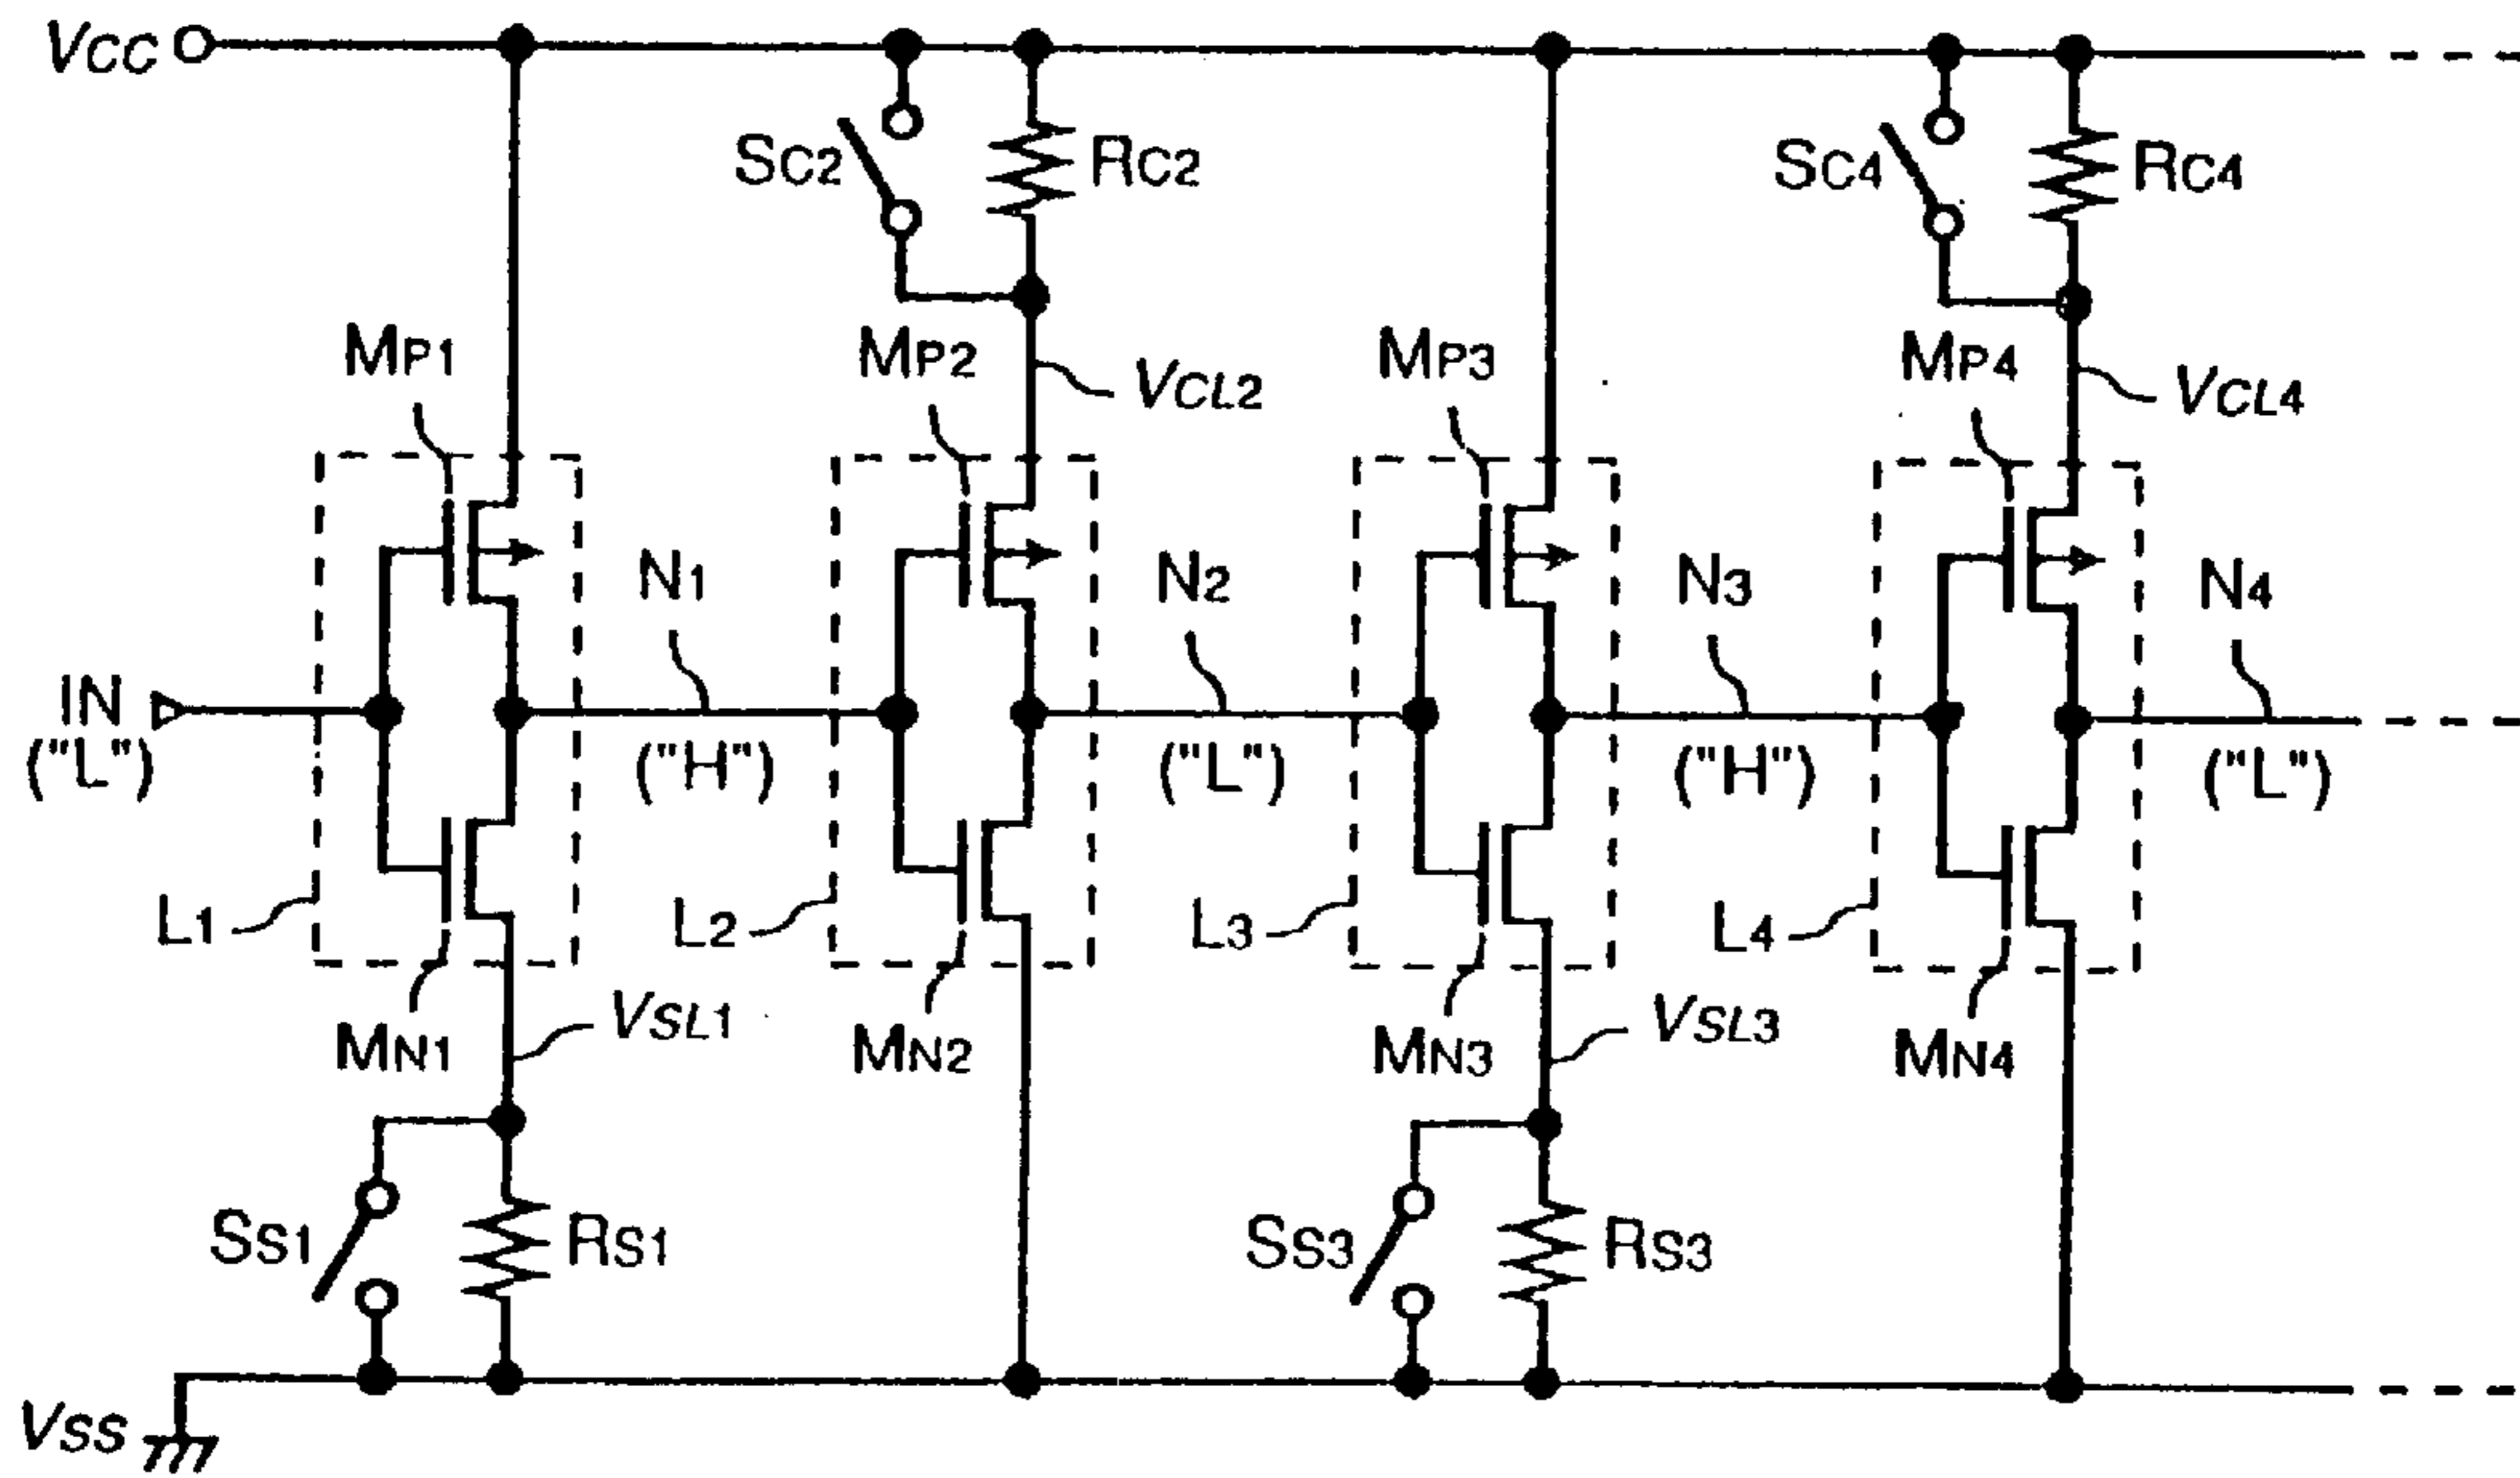 VCC
SC2
RC2
SC4
RC4
MP1
MP2
VCL2
MP3
MP4
VCL4
N1
N2
N3
N4
IN
("L")
("H")
("L")
("H")
("L")
L1
L2
L3
L4
MN1
VSL1
MN2
MN3
VSL3
MN4
SS1
RS1
SS3
RS3
VSS